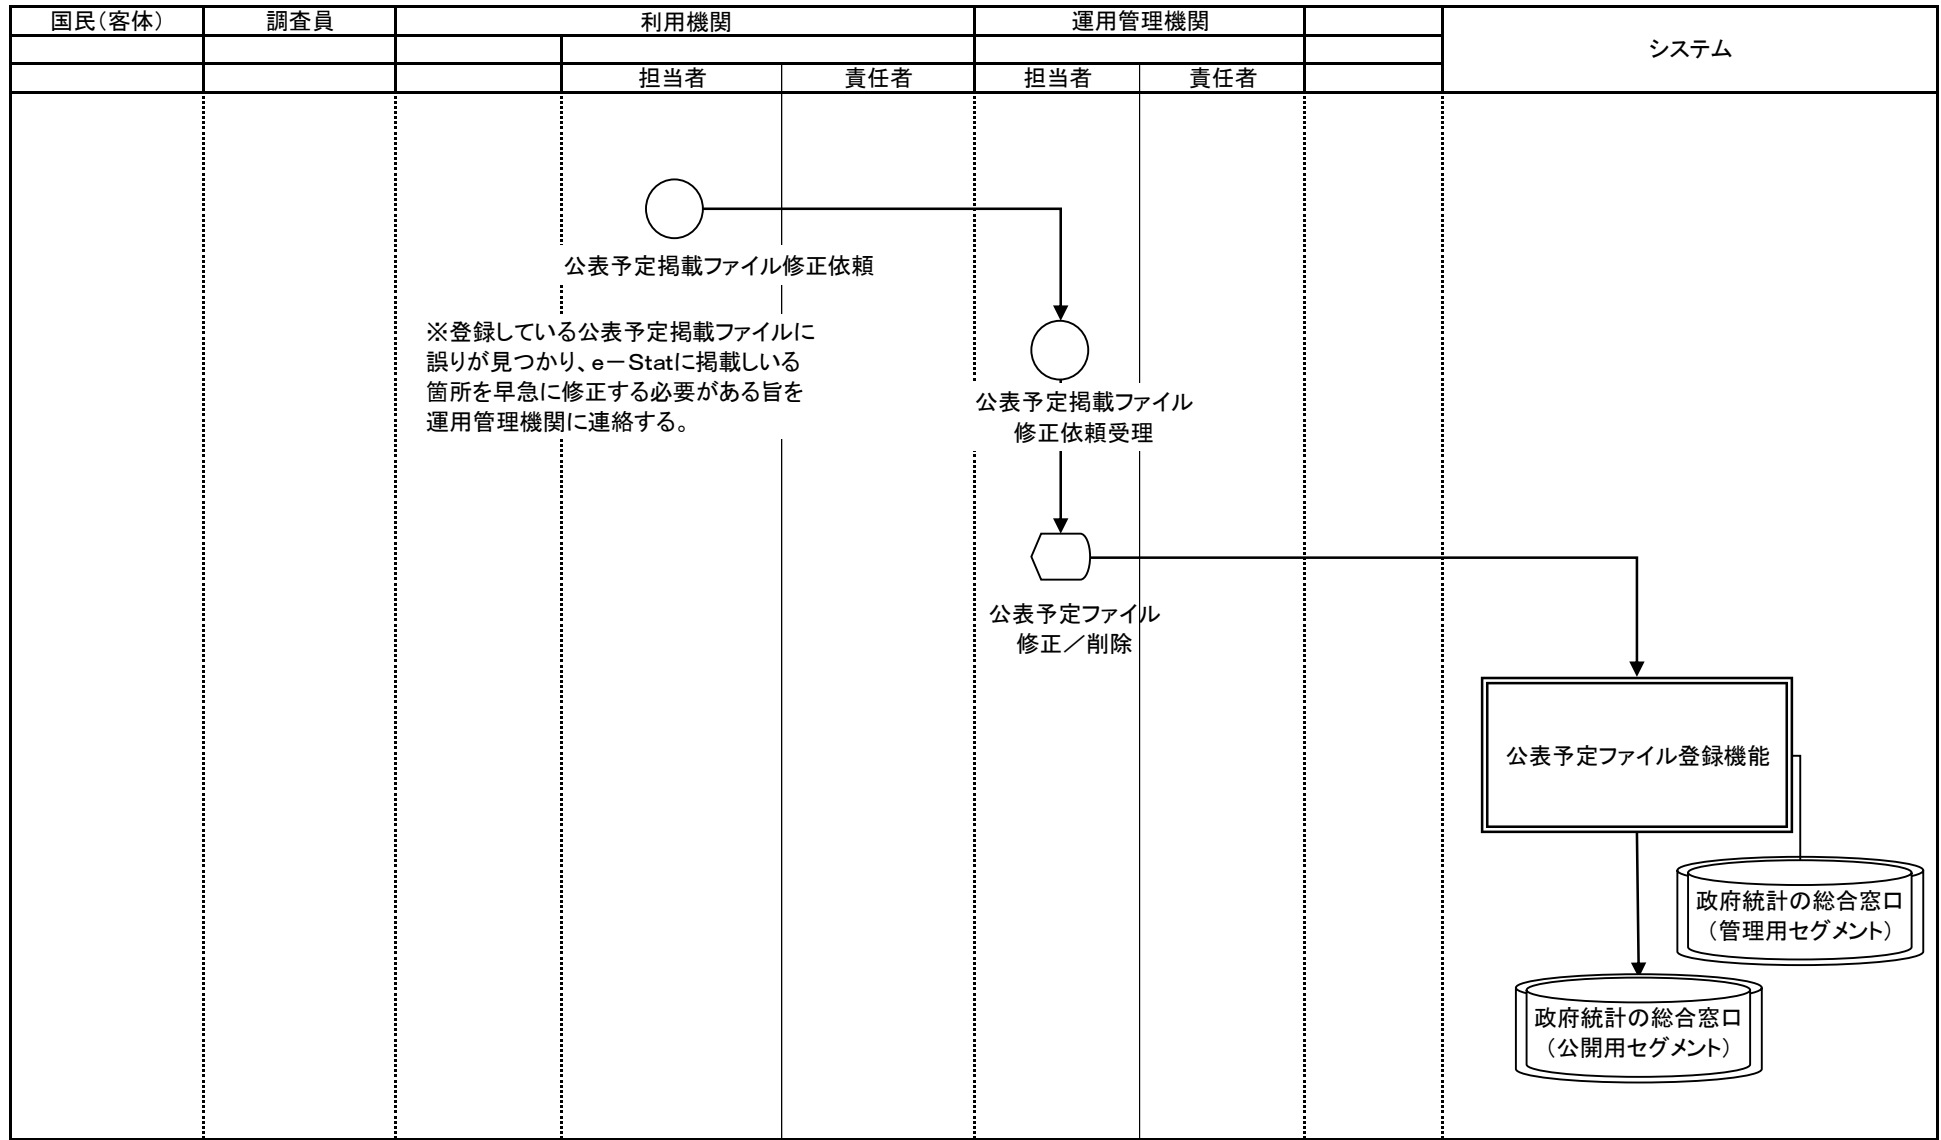 国民（客体）
調査員
利用機関
運用管理機関
システム
担当者
責任者
担当者
責任者
公表予定掲載ファイル修正依頼
※登録している公表予定掲載ファイルに
誤りが見つかり、ｅ－Statに掲載しいる
箇所を早急に修正する必要がある旨を
運用管理機関に連絡する。
公表予定掲載ファイル
修正依頼受理
公表予定ファイル
修正／削除
公表予定ファイル登録機能
政府統計の総合窓口
（管理用セグメント）
政府統計の総合窓口
（公開用セグメント）